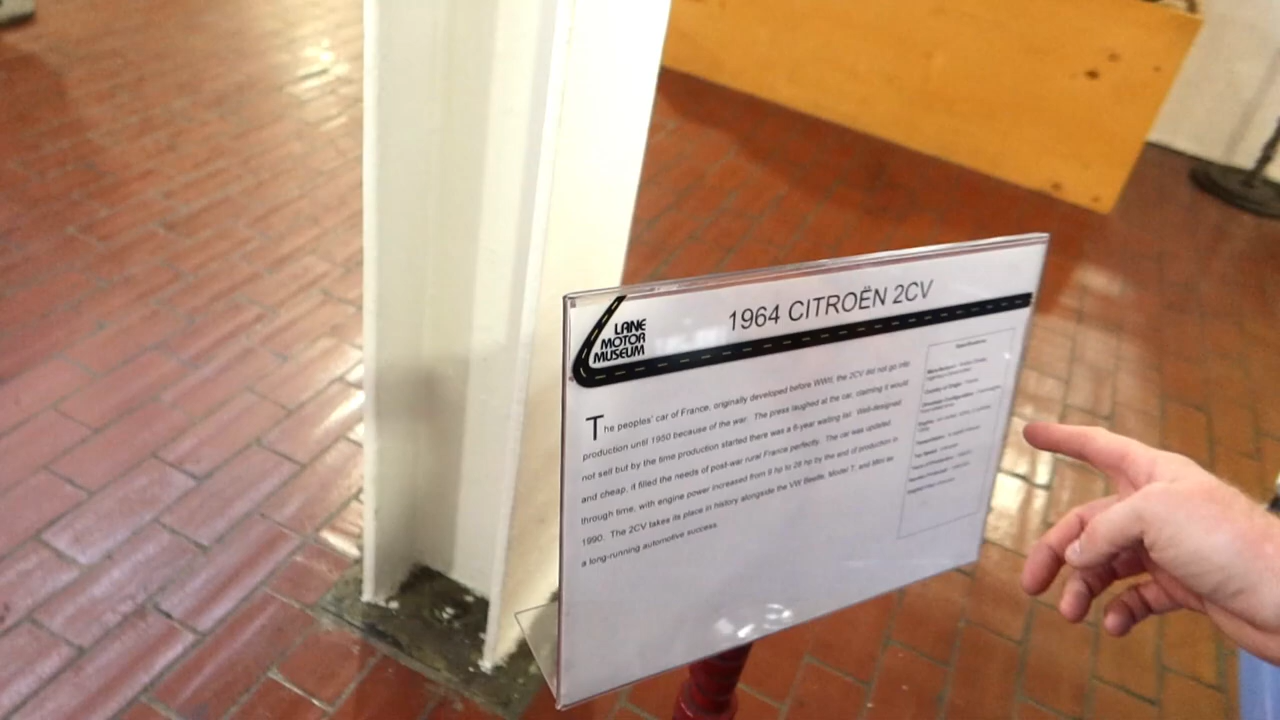 LANE
MOTOR
MUSEUM
1964 CITROËN 2CV
The peoples' car of France, originally developed before WWII, the 2CV did not go into
production until 1950 because of the war. The press laughed at the car, claiming it would
not sell but by the time production started there was a 6-year waiting list. Well-designed
and cheap, it filled the needs of post-war rural France perfectly. The car was updated
through time, with engine power increased from 9 hp to 28 hp by the end of production in
1990. The 2CV takes its place in history alongside the VW Beetle, Model T, and Mini as
a long-running automotive success.
Specifications
Manufacturer:
Country of Origin: